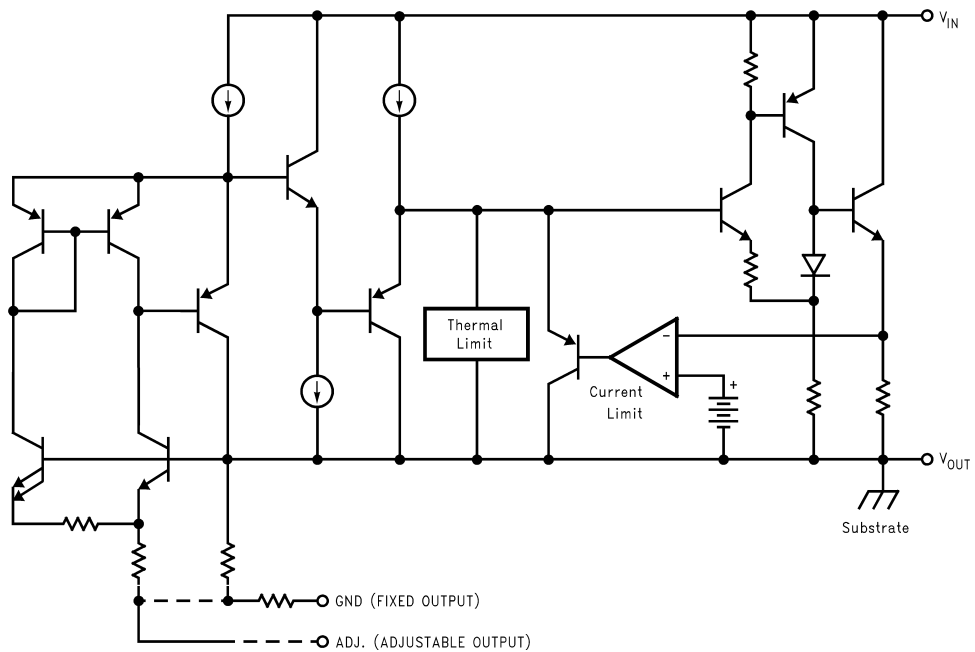 V_IN
Thermal
Limit
−
+
+
Current
Limit
V_OUT
Substrate
GND (FIXED OUTPUT)
ADJ. (ADJUSTABLE OUTPUT)